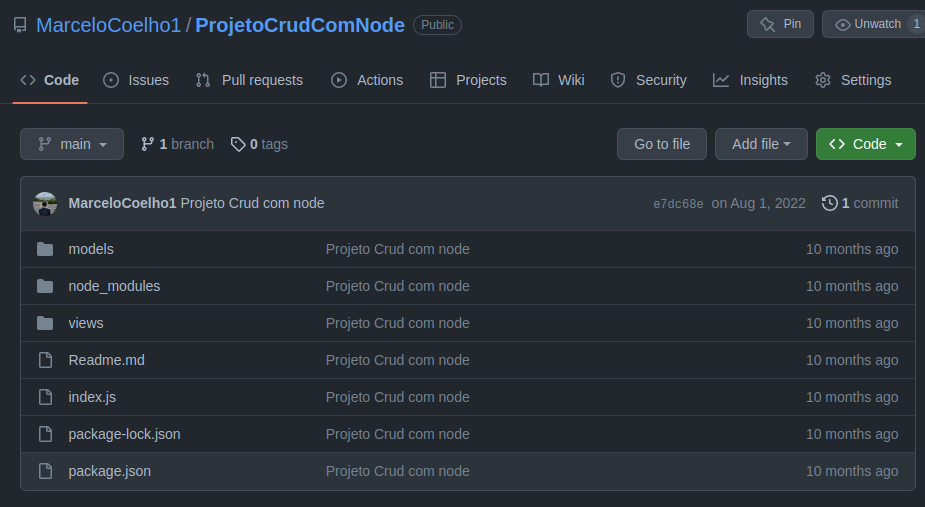 MarceloCoelho1 / ProjetoCrudComNode Public Pin Unwatch 1
Code Issues Pull requests Actions Projects Wiki Security Insights Settings
main 1 branch 0 tags Go to file Add file Code
MarceloCoelho1 Projeto Crud com node e7dc68e on Aug 1, 2022 1 commit
models Projeto Crud com node 10 months ago
node_modules Projeto Crud com node 10 months ago
views Projeto Crud com node 10 months ago
Readme.md Projeto Crud com node 10 months ago
index.js Projeto Crud com node 10 months ago
package-lock.json Projeto Crud com node 10 months ago
package.json Projeto Crud com node 10 months ago